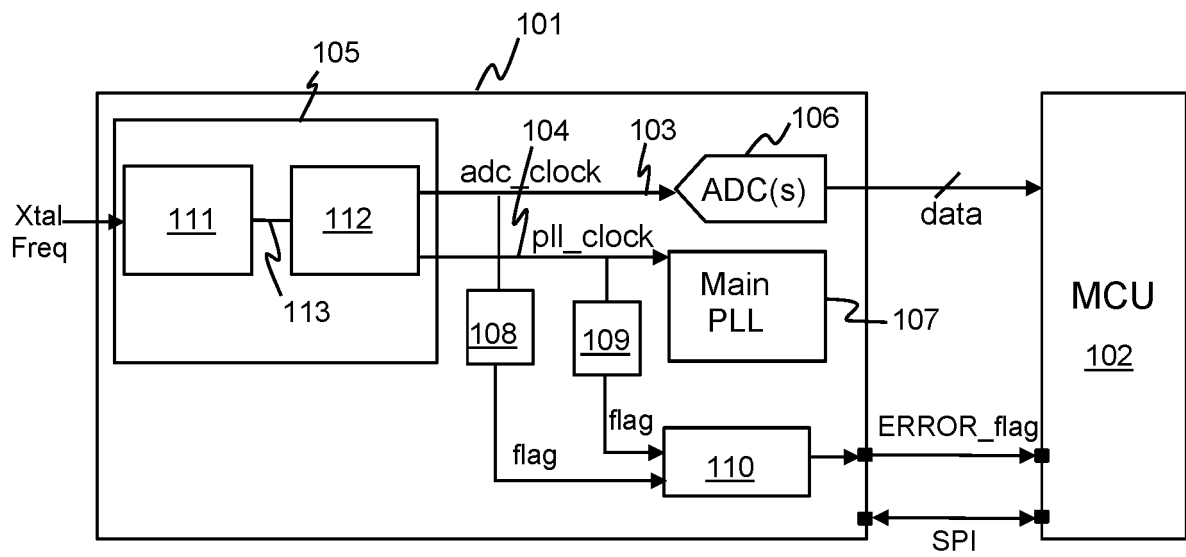 101
105
104
103
106
adc_clock
ADC(s)
Xtal
Freq
111
112
data
pll_clock
113
Main
PLL
107
MCU
102
108
109
flag
flag
110
ERROR_flag
SPI